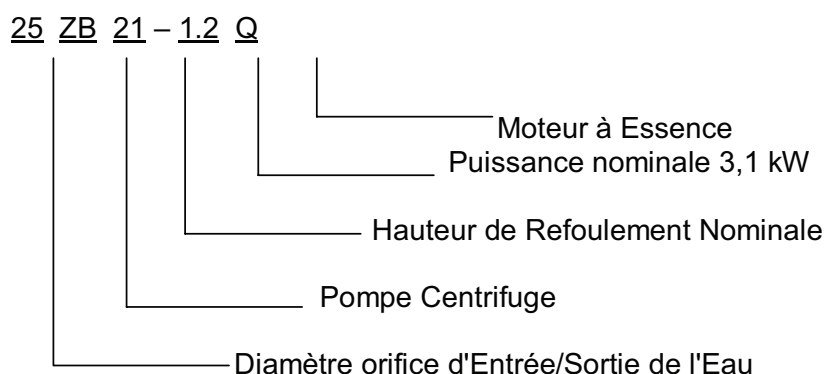 25 ZB 21 – 1.2 Q
Moteur à Essence
Puissance nominale 3,1 kW
Hauteur de Refoulement Nominale
Pompe Centrifuge
Diamètre orifice d'Entrée/Sortie de l'Eau